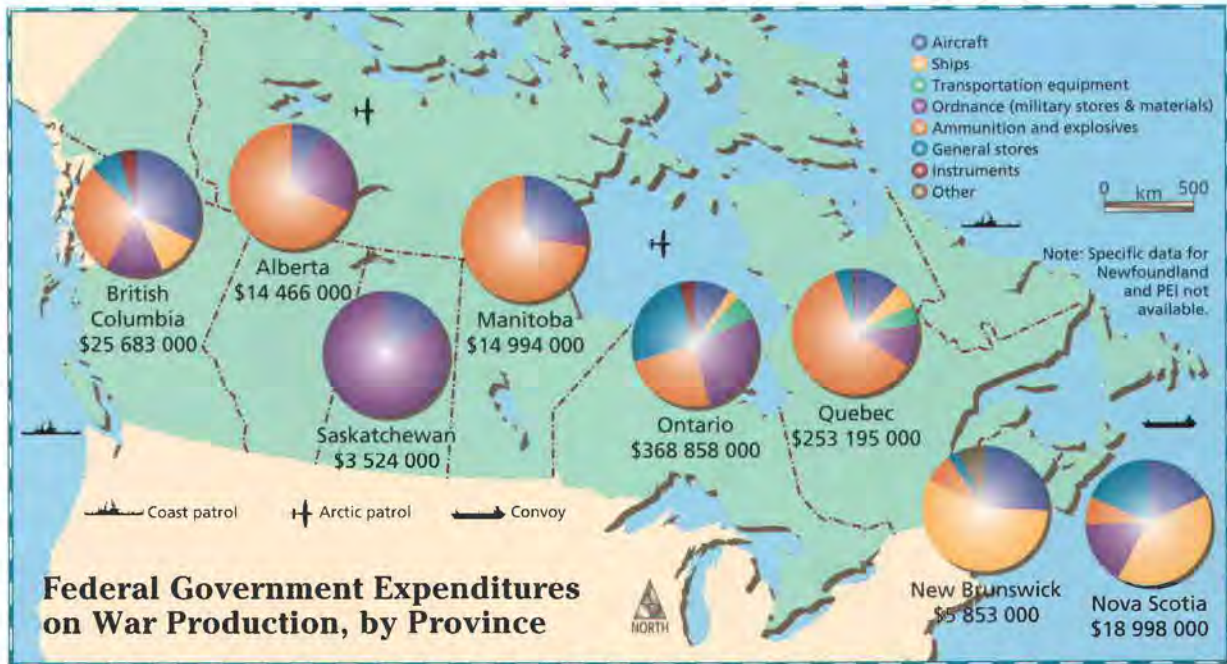 Aircraft
Ships
Transportation equipment
Ordnance (military stores & materials)
Ammunition and explosives
General stores
Instruments
Other
0 km 500
Note: Specific data for
Newfoundland
and PEI not
available.
British
Columbia
$25 683 000
Alberta
$14 466 000
Saskatchewan
$3 524 000
Manitoba
$14 994 000
Ontario
$368 858 000
Quebec
$253 195 000
New Brunswick
$5 853 000
Nova Scotia
$18 998 000
Coast patrol
Arctic patrol
Convoy
Federal Government Expenditures
on War Production, by Province
NORTH